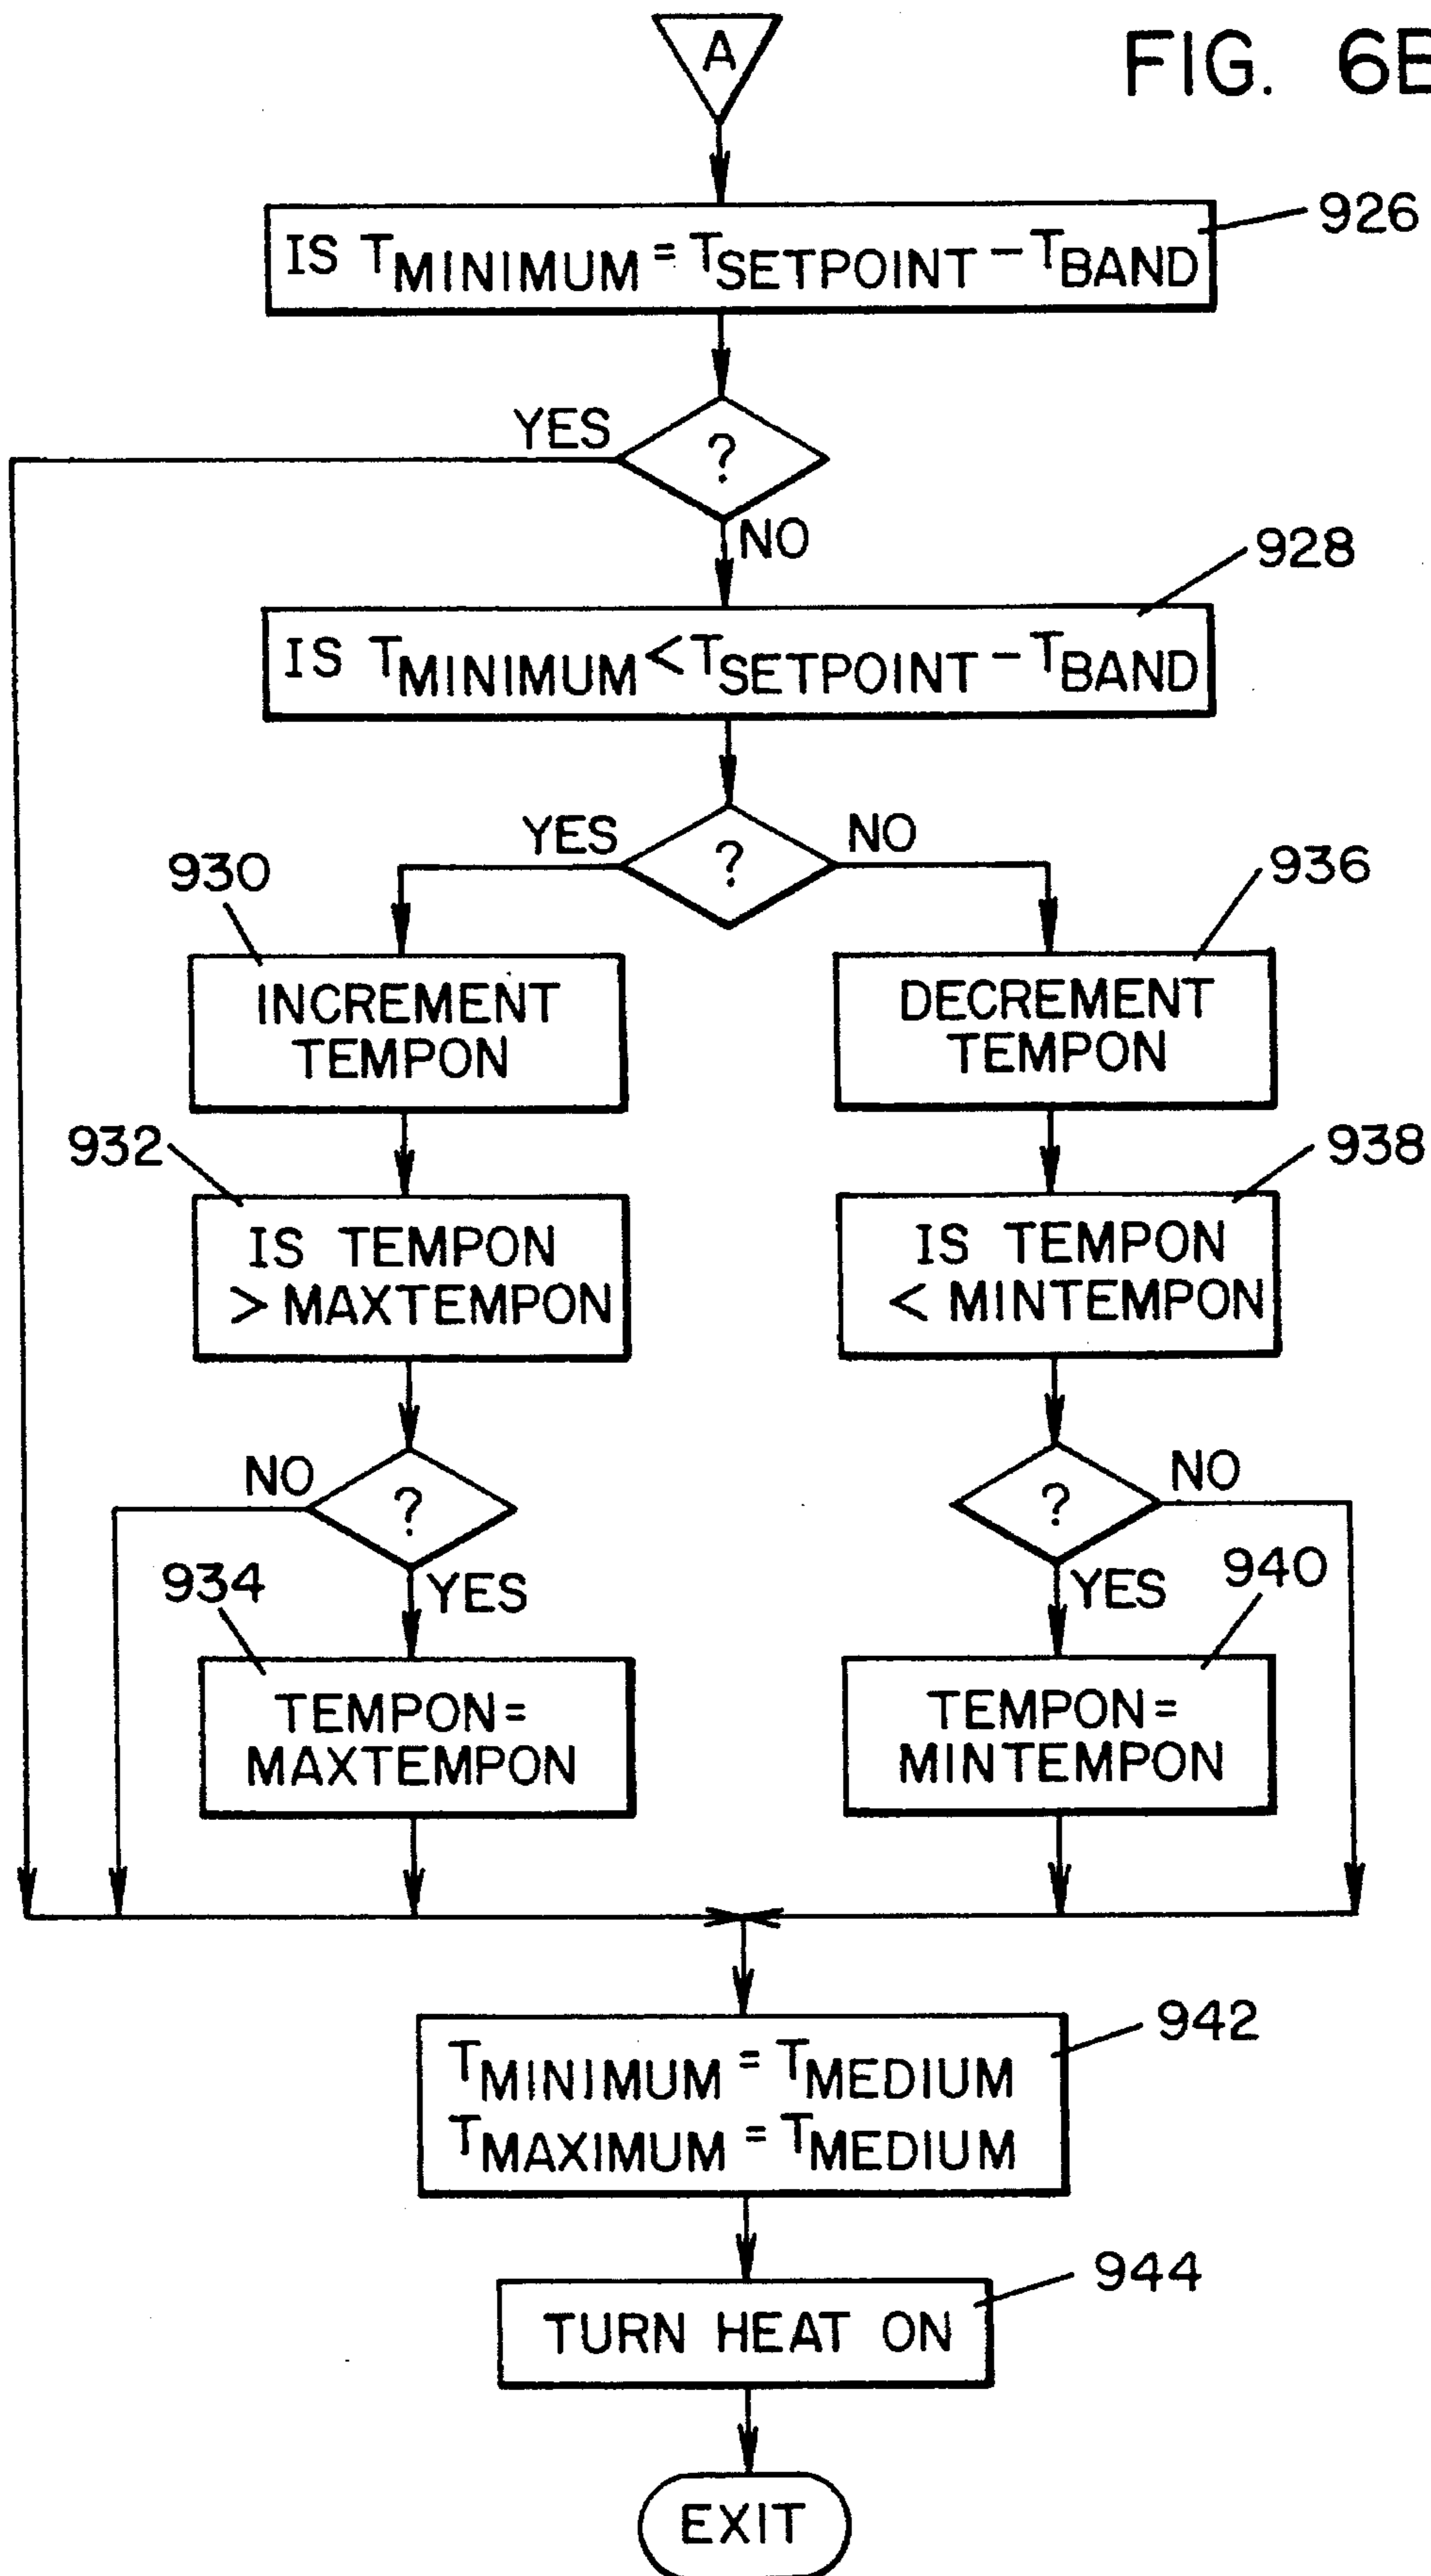 A
FIG. 6B
926
IS TMINIMUM = TSETPOINT - TBAND
YES
?
NO
928
IS TMINIMUM < TSETPOINT - TBAND
YES
?
NO
930
936
INCREMENT
TEMPON
DECREMENT
TEMPON
932
938
IS TEMPON
> MAXTEMPON
IS TEMPON
< MINTEMPON
NO
?
YES
?
NO
YES
934
940
TEMPON=
MAXTEMPON
TEMPON=
MINTEMPON
942
TMINIMUM = TMEDIUM
TMAXIMUM = TMEDIUM
944
TURN HEAT ON
EXIT